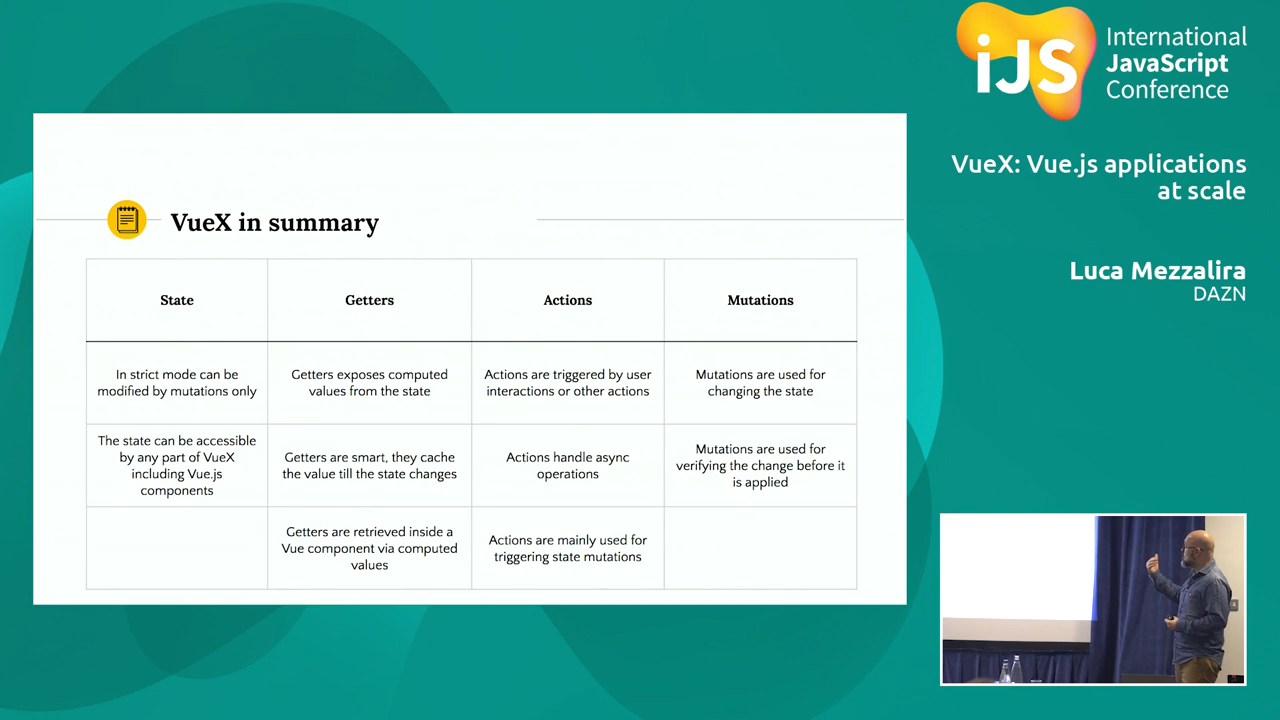 iJS
International
JavaScript
Conference
VueX: Vue.js applications
at scale
Luca Mezzalira
DAZN
VueX in summary
State
Getters
Actions
Mutations
In strict mode can be
modified by mutations only
Getters exposes computed
values from the state
Actions are triggered by user
interactions or other actions
Mutations are used for
changing the state
The state can be accessible
by any part of VueX
including Vue.js
components
Getters are smart, they cache
the value till the state changes
Actions handle async
operations
Mutations are used for
verifying the change before it
is applied
Getters are retrieved inside a
Vue component via computed
values
Actions are mainly used for
triggering state mutations